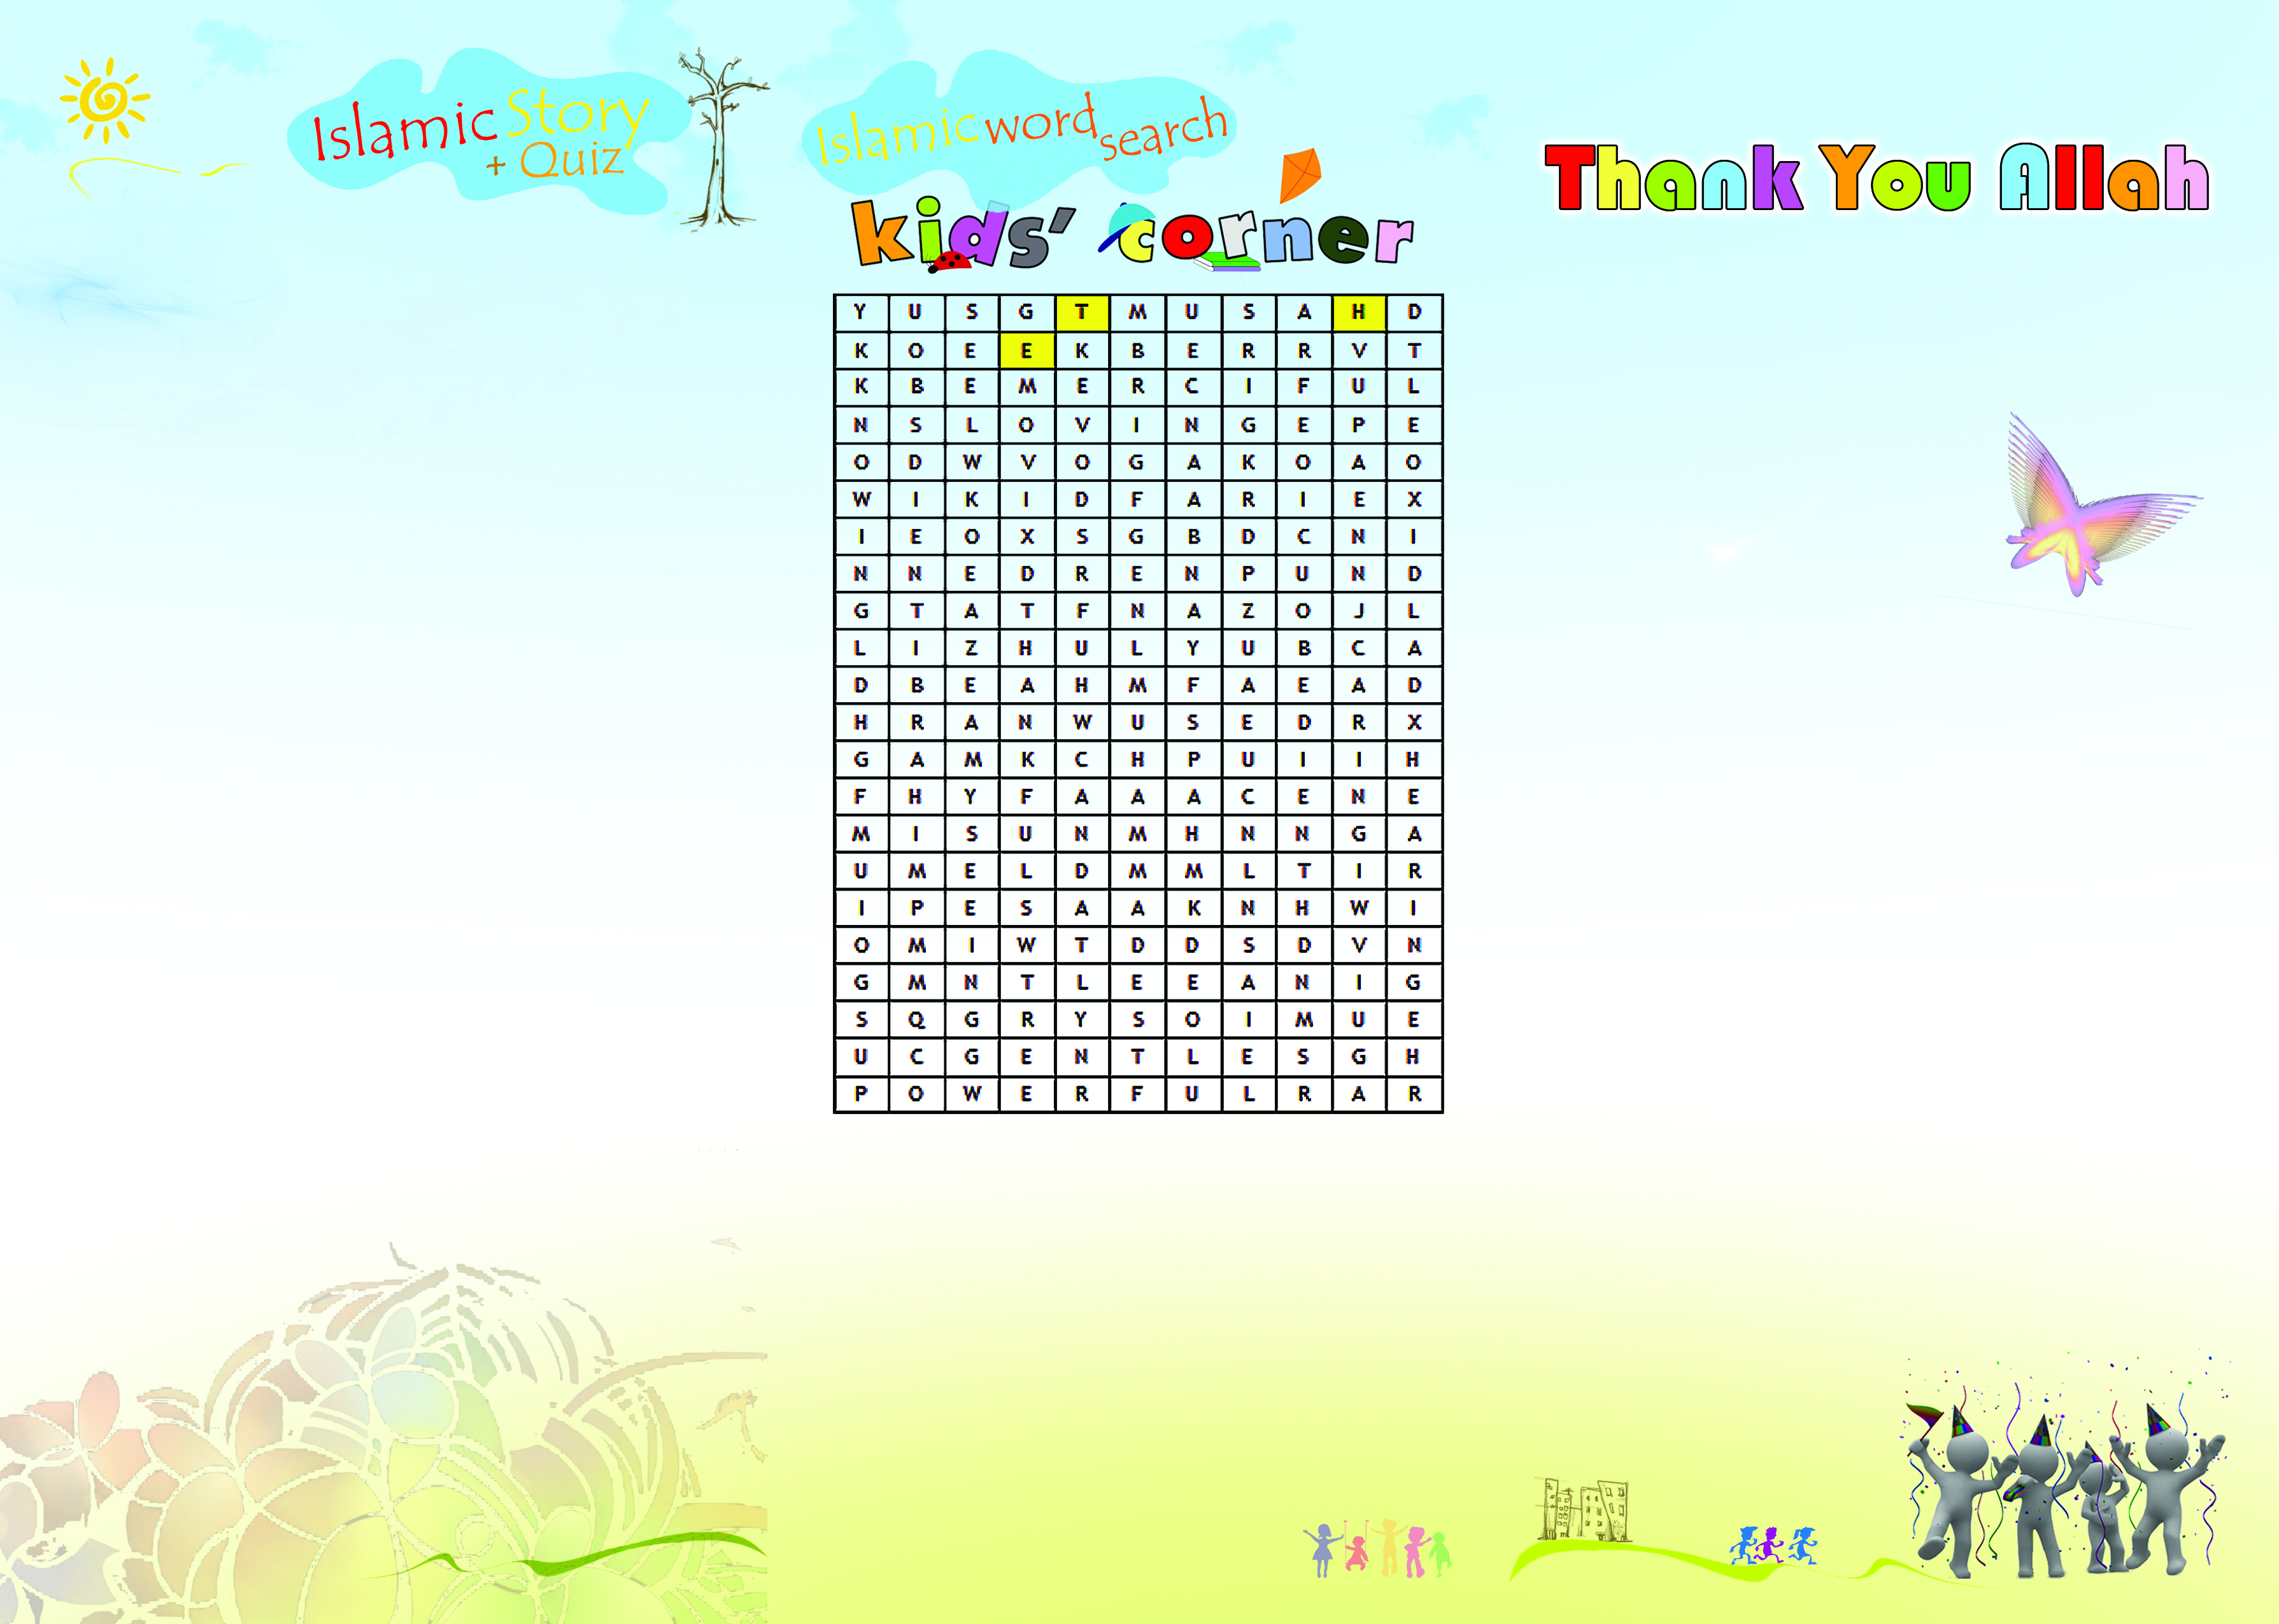 Islamic Story
+ Quiz
Islamic word search
kids' corner
Thank You Allah
Y U S G T M U S A H D
K O E E K B E R R V T
K B E M E R C I F U L
N S L O V I N G E P E
O D W V O G A K O A O
W I K I D F A R I E X
I E O X S G B D C N I
N N E D R E N P U N D
G T A T F N A Z O J L
L I Z H U L Y U B C A
D B E A H M F A E A D
H R A N W U S E D R X
G A M K C H P U I I H
F H Y F A A A C E N E
M I S U N M H N N G A
U M E L D M M L T I R
I P E S A A K N H W I
O M I W T D D S D V N
G M N T L E E A N I G
S Q G R Y S O I M U E
U C G E N T L E S G H
P O W E R F U L R A R